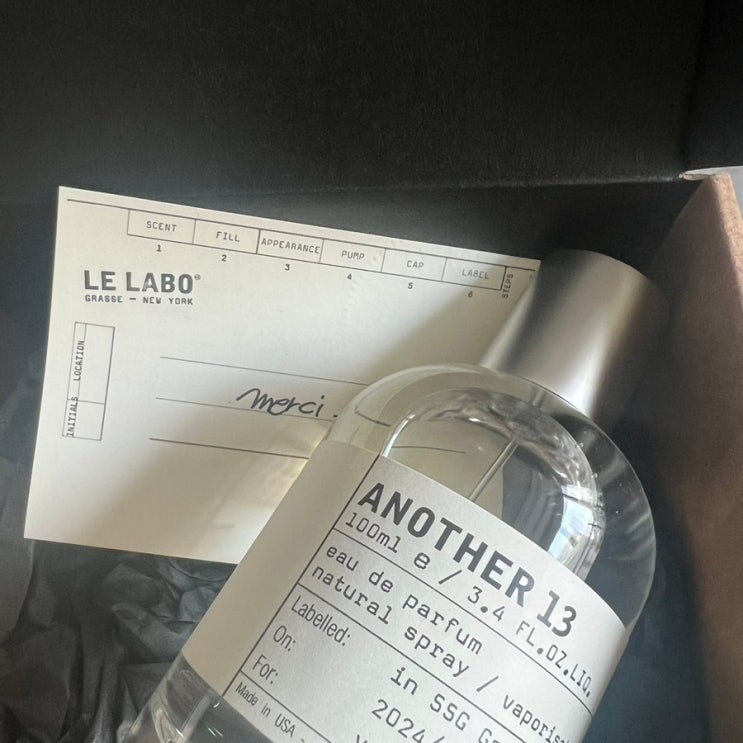 SCENT FILL APPEARANCE PUMP CAP LABEL
1 2 3 4 5 6
STEPS
LE LABO®
GRASSE — NEW YORK
LOCATION
INITIALS
merci.
ANOTHER 13
100ml e / 3.4 FL.OZ.LIQ.
eau de parfum
natural spray /
Labelled: in SSG
On: 2024/
For:
Made in USA